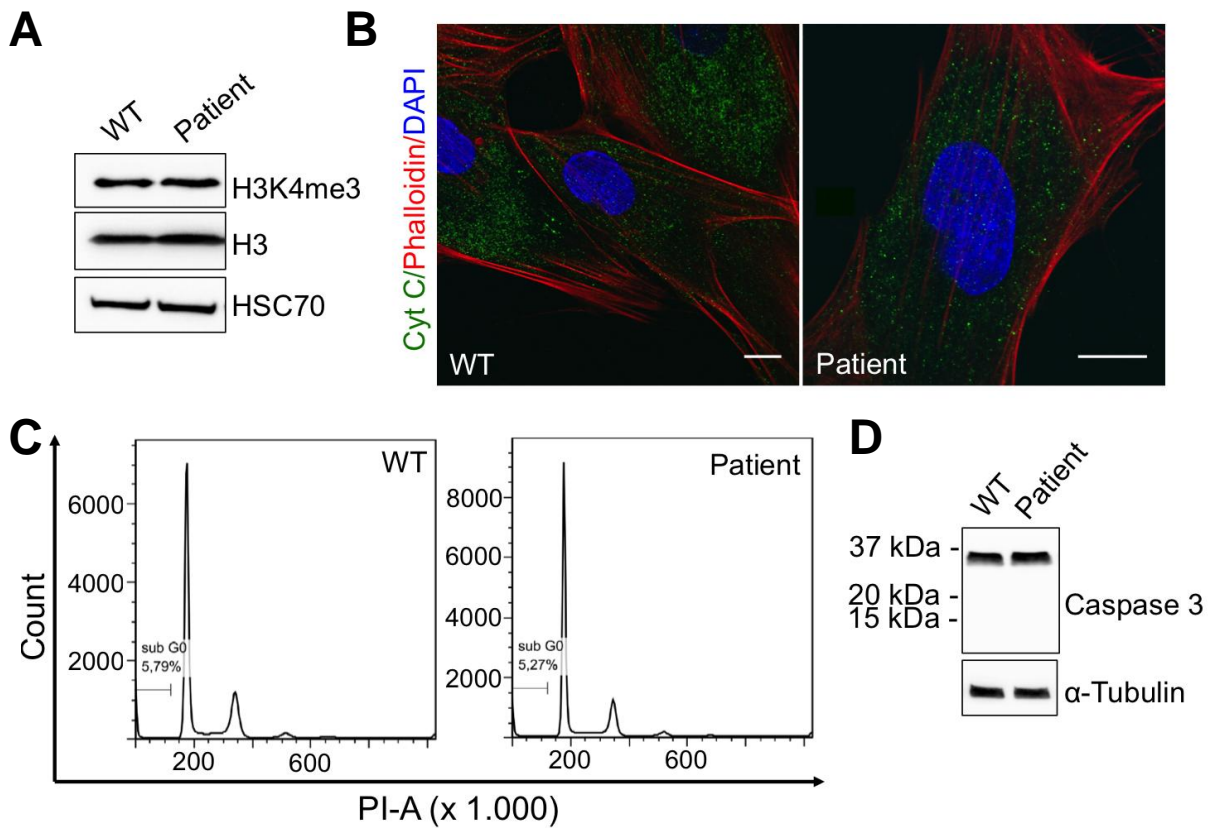 A
WT
Patient
H3K4me3
H3
HSC70
B
Cyt C/Phalloidin/DAPI
WT
Patient
C
Count
WT
6000
4000
2000
sub G0
5,79%
200
600
Patient
8000
6000
4000
2000
sub G0
5,27%
200
600
PI-A (x 1.000)
D
WT
Patient
37 kDa -
20 kDa -
15 kDa -
Caspase 3
α-Tubulin